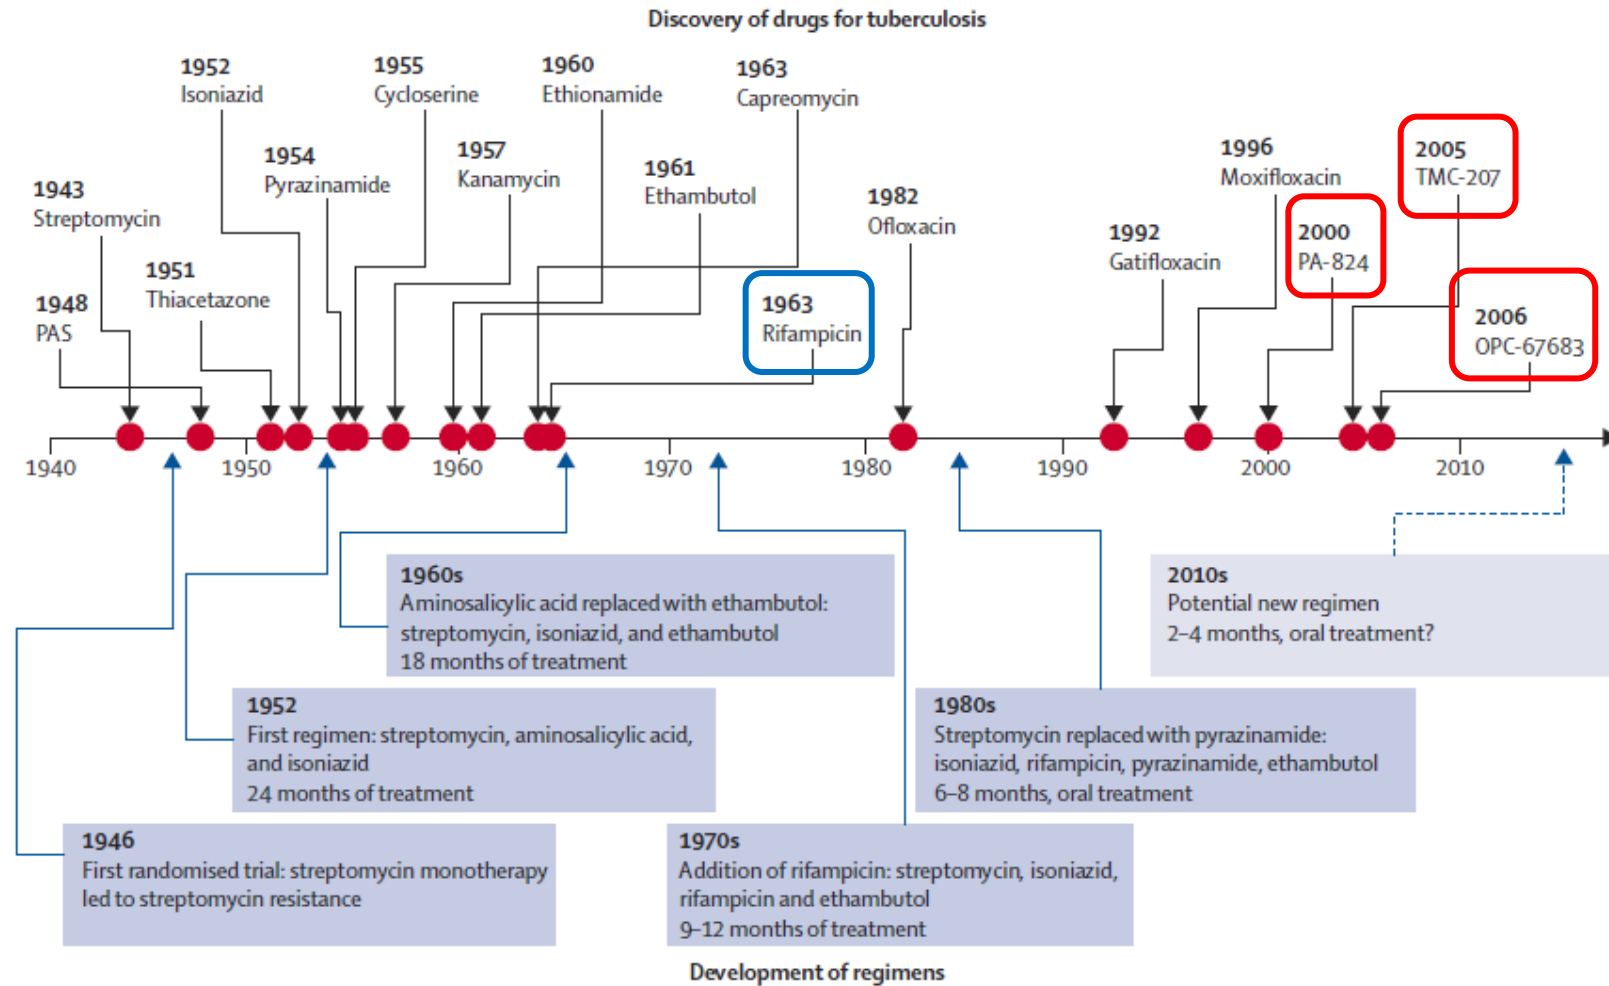 Discovery of drugs for tuberculosis
1952
Isoniazid
1955
Cycloserine
1960
Ethionamide
1963
Capreomycin
1954
Pyrazinamide
1957
Kanamycin
1961
Ethambutol
1996
Moxifloxacin
2005
TMC-207
1943
Streptomycin
1982
Ofloxacin
1992
Gatifloxacin
2000
PA-824
1951
Thiacetazone
1948
PAS
1963
Rifampicin
2006
OPC-67683
1940
1950
1960
1970
1980
1990
2000
2010
1960s
Aminosalicylic acid replaced with ethambutol:
streptomycin, isoniazid, and ethambutol
18 months of treatment
2010s
Potential new regimen
2–4 months, oral treatment?
1952
First regimen: streptomycin, aminosalicylic acid,
and isoniazid
24 months of treatment
1980s
Streptomycin replaced with pyrazinamide:
isoniazid, rifampicin, pyrazinamide, ethambutol
6–8 months, oral treatment
1946
First randomised trial: streptomycin monotherapy
led to streptomycin resistance
1970s
Addition of rifampicin: streptomycin, isoniazid,
rifampicin and ethambutol
9–12 months of treatment
Development of regimens